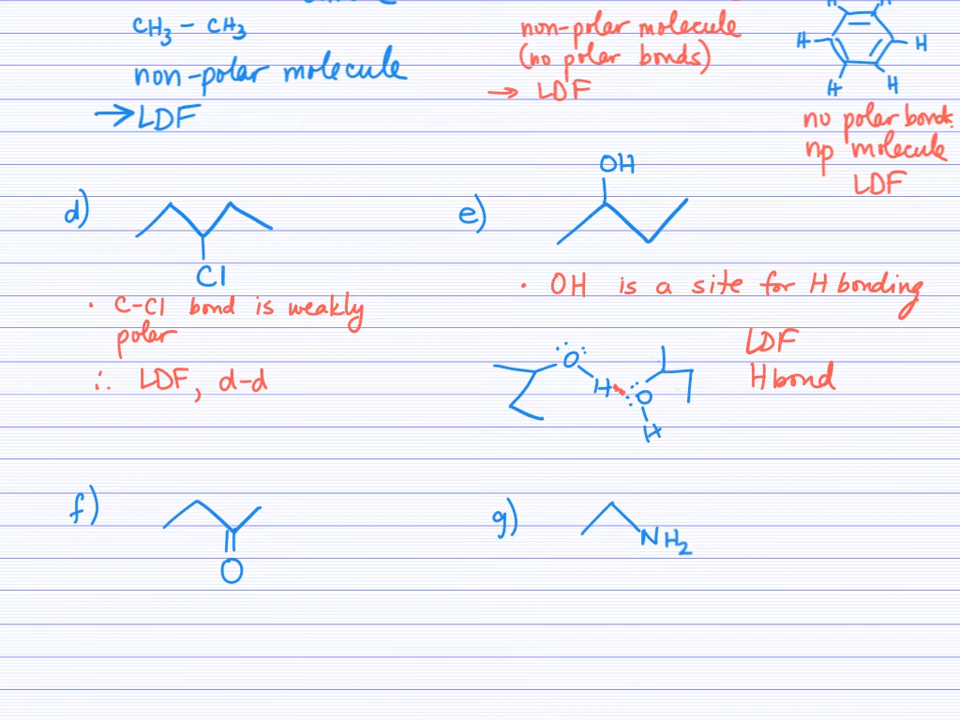 CH3 - CH3
non-polar molecule
→ LDF
non-polar molecule
(no polar bonds)
→ LDF
H H
H H
no polar bonds
np molecule
LDF
d)
Cl
· C-Cl bond is weakly
polar
∴ LDF, d-d
e)
OH
· OH is a site for H bonding
O
H O
H
LDF
H bond
f)
O
g)
NH2